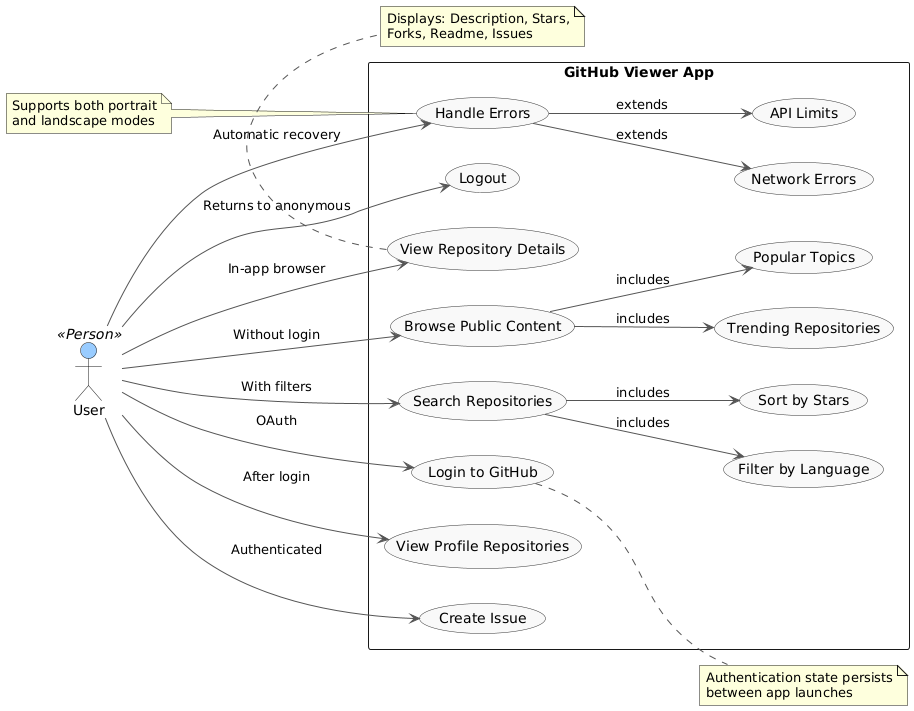 Displays: Description, Stars,
Forks, Readme, Issues
GitHub Viewer App
Supports both portrait
and landscape modes
Handle Errors
extends
API Limits
Automatic recovery
extends
Logout
Network Errors
Returns to anonymous
View Repository Details
Popular Topics
In-app browser
includes
Browse Public Content
includes
Trending Repositories
Without login
«Person»
User
With filters
Search Repositories
includes
Sort by Stars
OAuth
includes
Login to GitHub
Filter by Language
After login
View Profile Repositories
Authenticated
Create Issue
Authentication state persists
between app launches